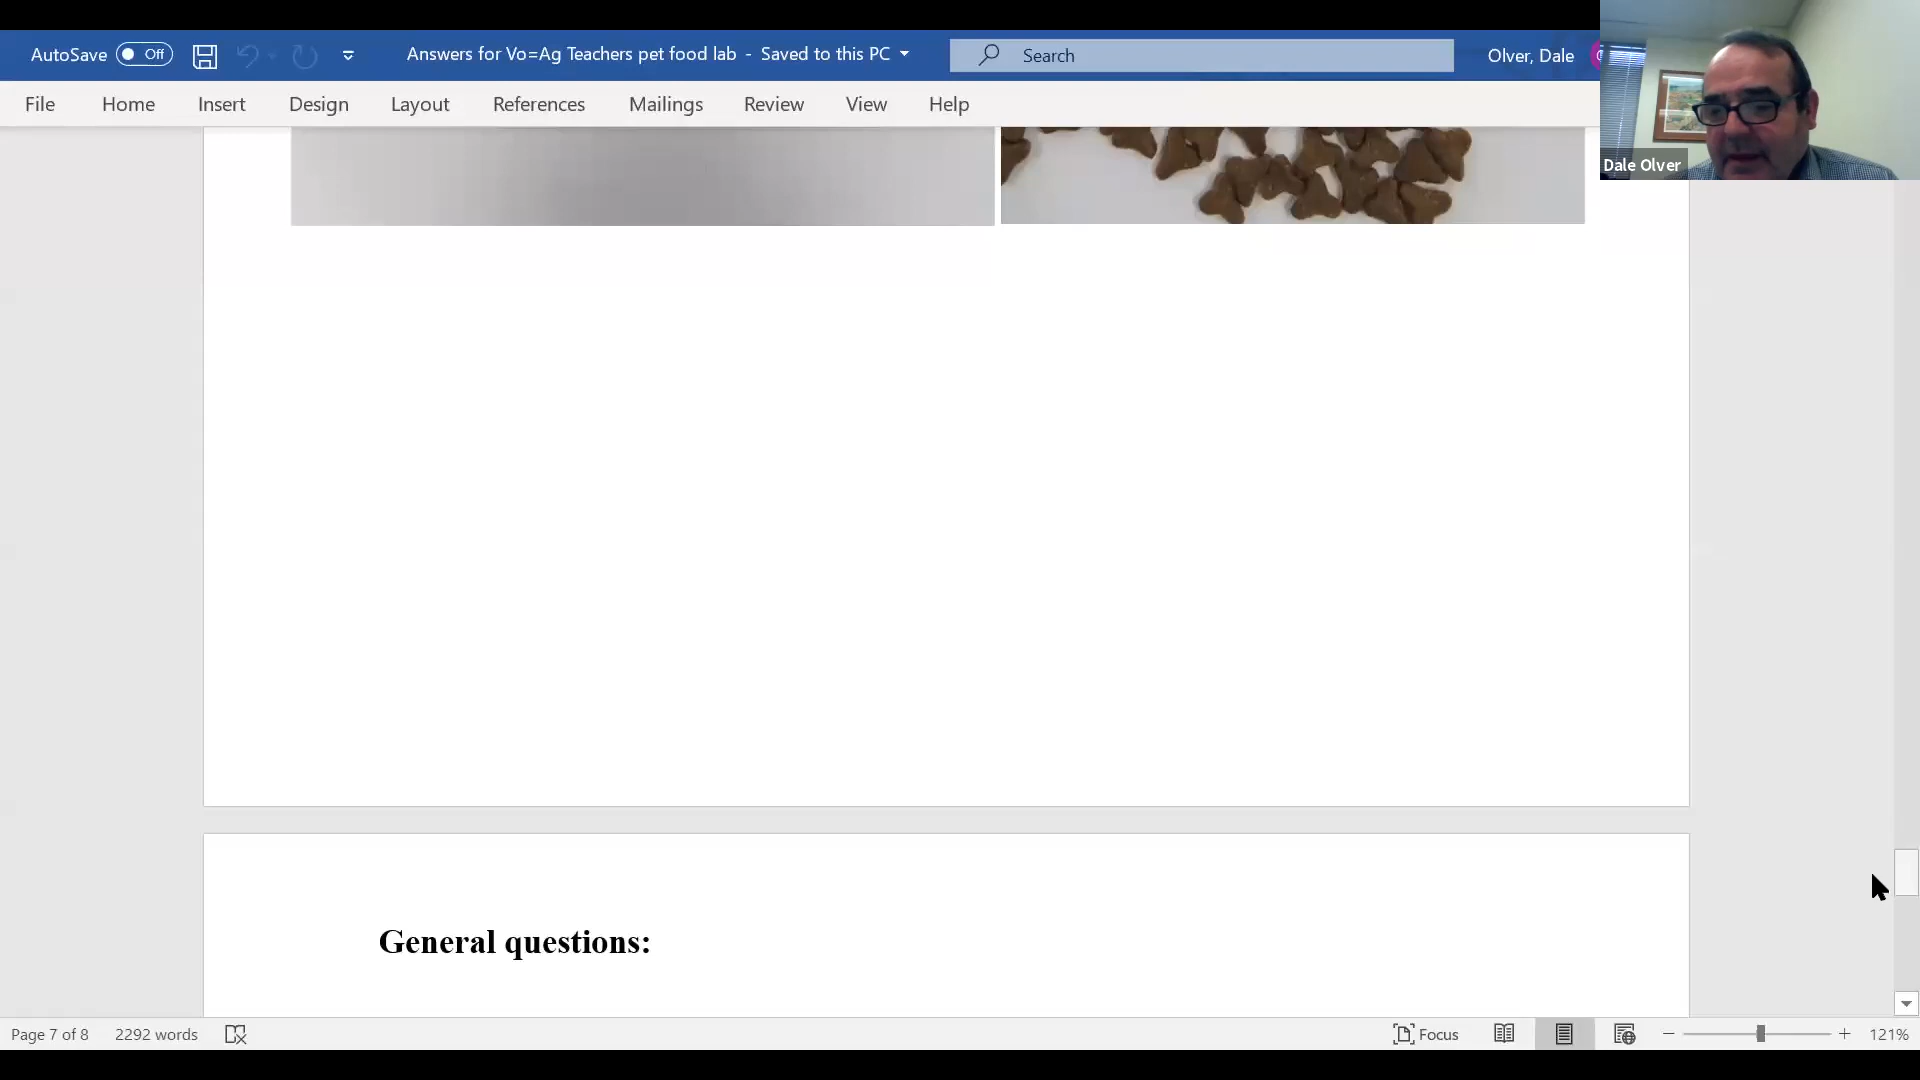 AutoSave Off Answers for Vo=Ag Teachers pet food lab - Saved to this PC Search Olver, Dale
File Home Insert Design Layout References Mailings Review View Help
Dale Olver
General questions:
Page 7 of 8 2292 words Focus 121%